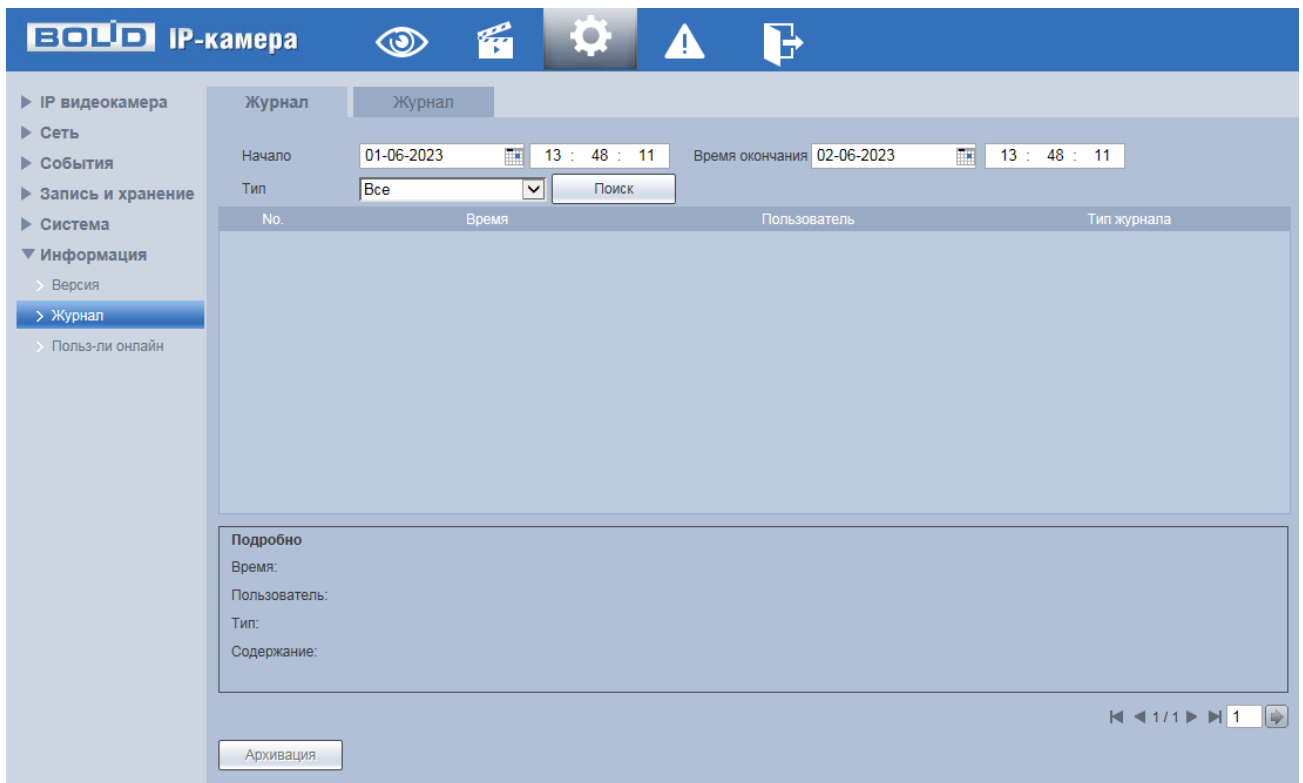 BOLID IP-камера
IP видеокамера
Сеть
События
Запись и хранение
Система
Информация
Версия
Журнал
Польз-ли онлайн
Журнал Журнал
Начало 01-06-2023 13 : 48 : 11 Время окончания 02-06-2023 13 : 48 : 11
Тип Все Поиск
No. Время Пользователь Тип журнала
Подробно
Время:
Пользователь:
Тип:
Содержание:
1 / 1 1
Архивация